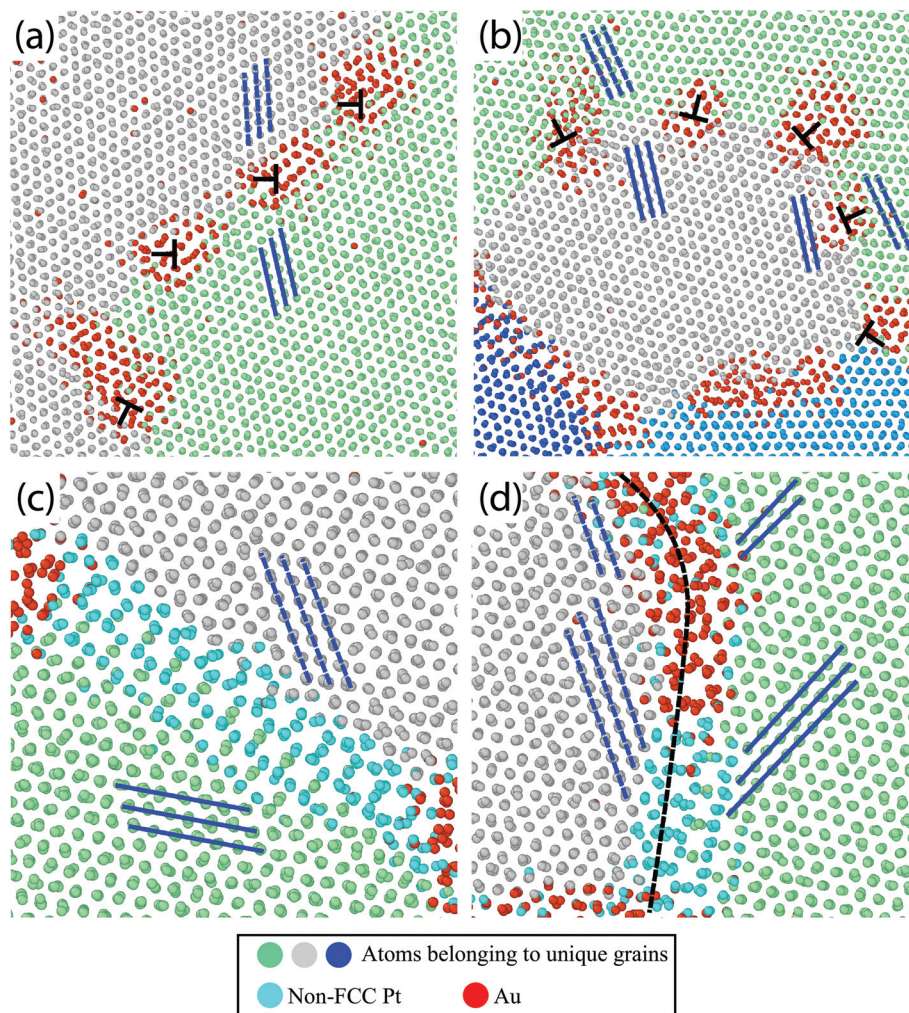 (a)
(b)
(c)
(d)
Atoms belonging to unique grains
Non-FCC Pt
Au